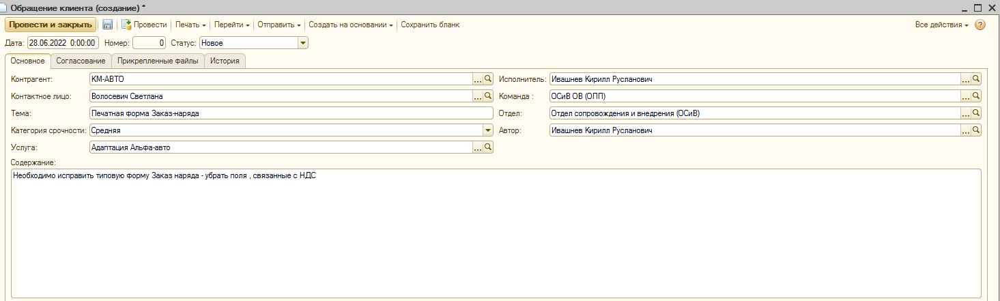 Обращение клиента (создание) *
Провести и закрыть Провести Печать Перейти Отправить Создать на основании Сохранить бланк Все действия ?
Дата: 28.06.2022 0:00:00 Номер: 0 Статус: Новое
Основное Согласование Прикрепленные файлы История
Контрагент: КМ-АВТО ... Исполнитель: Ивашнев Кирилл Русланович ...
Контактное лицо: Волосевич Светлана ... Команда : ОСиВ ОВ (ОПП) ...
Тема: Печатная форма Заказ-наряда Отдел: Отдел сопровождения и внедрения (ОСиВ) ...
Категория срочности: Средняя Автор: Ивашнев Кирилл Русланович ...
Услуга: Адаптация Альфа-авто ...
Содержание:
Необходимо исправить типовую форму Заказ наряда - убрать поля , связанные с НДС